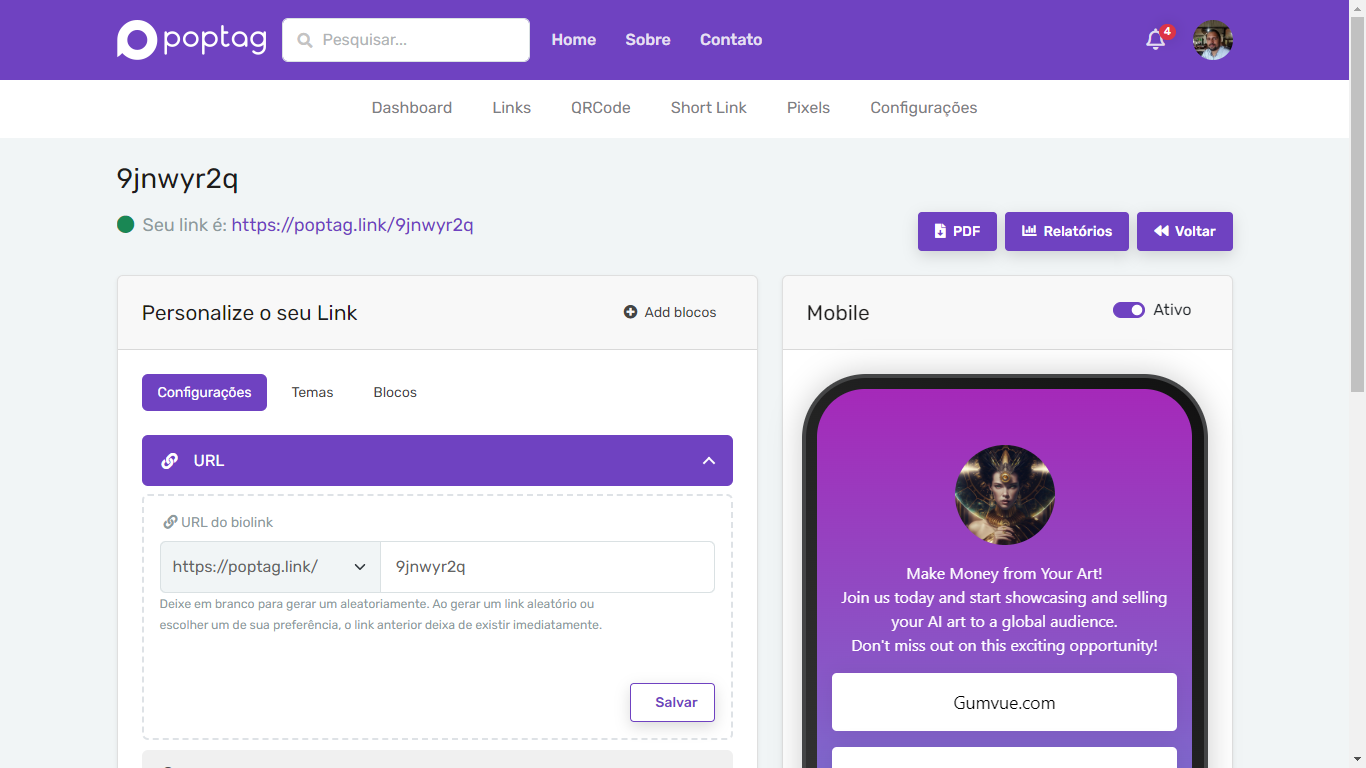 poptag
Pesquisar...
Home
Sobre
Contato
4
Dashboard
Links
QRCode
Short Link
Pixels
Configurações
9jnwyr2q
Seu link é: https://poptag.link/9jnwyr2q
PDF
Relatórios
Voltar
Personalize o seu Link
Add blocos
Configurações
Temas
Blocos
URL
URL do biolink
https://poptag.link/
9jnwyr2q
Deixe em branco para gerar um aleatoriamente. Ao gerar um link aleatório ou
escolher um de sua preferência, o link anterior deixa de existir imediatamente.
Salvar
Mobile
Ativo
Make Money from Your Art!
Join us today and start showcasing and selling
your AI art to a global audience.
Don't miss out on this exciting opportunity!
Gumvue.com